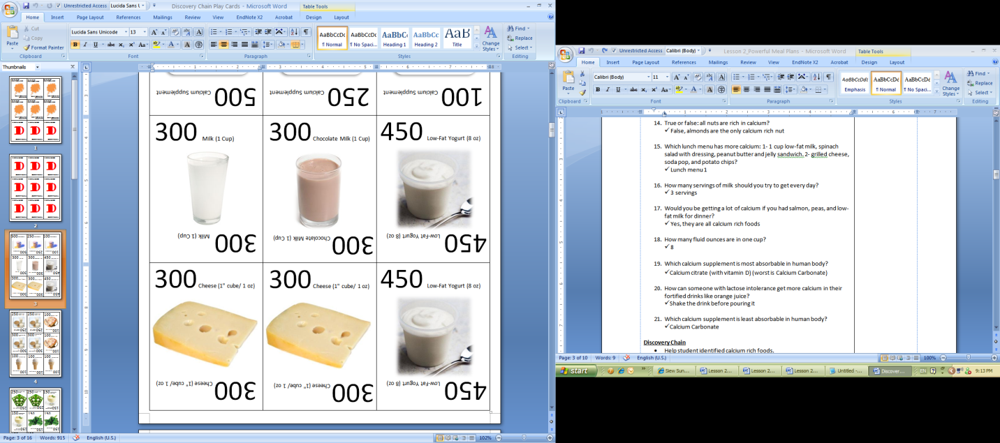 Discovery Chain Play Cards - Microsoft Word
Table Tools
Unrestricted Access
Lucida Sans U
Home Insert Page Layout References Mailings Review View EndNote X2 Acrobat Design Layout
Paste
Cut
Copy
Format Painter
Clipboard
Lucida Sans Unicode 13
Font
Paragraph
AaBbCcDc ¶ Normal
AaBbCcDc ¶ No Spaci...
AaBbC Heading 1
AaBbCc Heading 2
AaB Title
Change Styles
Styles
Find
Replace
Select
Editing
Thumbnails
1
2
3
4
500 Calcium Supplement
250 Calcium Supplement
100 Calcium Supplement
300 Milk (1 Cup)
300 Chocolate Milk (1 Cup)
450 Low-Fat Yogurt (8 oz)
300 Milk (1 Cup)
300 Chocolate Milk (1 Cup)
450 Low-Fat Yogurt (8 oz)
300 Cheese (1" cube/ 1 oz)
300 Cheese (1" cube/ 1 oz)
450 Low-Fat Yogurt (8 oz)
300 Cheese (1" cube/ 1 oz)
300 Cheese (1" cube/ 1 oz)
450 Low-Fat Yogurt (8 oz)
Page: 3 of 16 Words: 915 English (U.S.) 102%
Unrestricted Access
Calibri (Body)
Lesson 2_Powerful Meal Plans - Microsoft Word
Table Tools
Home Insert Page Layout References Mailings Review View EndNote X2 Acrobat Design Layout
Paste
Clipboard
Calibri (Body) 11
Font
Paragraph
AaBbCcDdI Emphasis
AaBbCcDc ¶ Normal
AaBbCcDc ¶ No Spaci...
Change Styles
Styles
Find
Replace
Select
Editing
14. True or false: all nuts are rich in calcium?
✓ False, almonds are the only calcium rich nut
15. Which lunch menu has more calcium: 1- 1 cup low-fat milk, spinach
salad with dressing, peanut butter and jelly sandwich. 2- grilled cheese,
soda pop, and potato chips?
✓ Lunch menu 1
16. How many servings of milk should you try to get every day?
✓ 3 servings
17. Would you be getting a lot of calcium if you had salmon, peas, and low-
fat milk for dinner?
✓ Yes, they are all calcium rich foods
18. How many fluid ounces are in one cup?
✓ 8
19. Which calcium supplement is most absorbable in human body?
✓ Calcium citrate (with vitamin D) (worst is Calcium Carbonate)
20. How can someone with lactose intolerance get more calcium in their
fortified drinks like orange juice?
✓ Shake the drink before pouring it
21. Which calcium supplement is least absorbable in human body?
✓ Calcium Carbonate
Discovery Chain
• Help student identified calcium rich foods.
Page: 3 of 10 Words: 9 English (U.S.) 100%
start
Siew Sun...
Lesson 2...
Lesson 2...
Lesson 2...
Untitled -...
Discover...
EN
9:13 PM